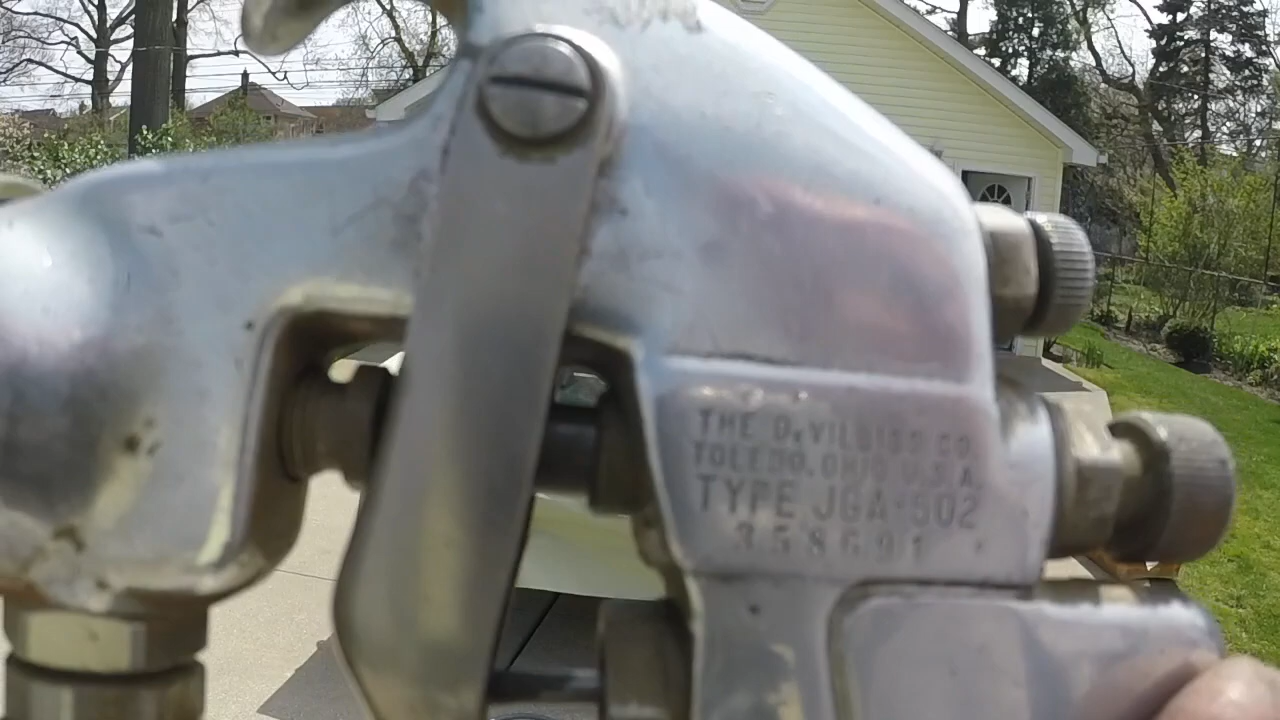 THE DeVILBISS CO.
TOLEDO, OHIO U.S.A.
TYPE JGA-502
358691